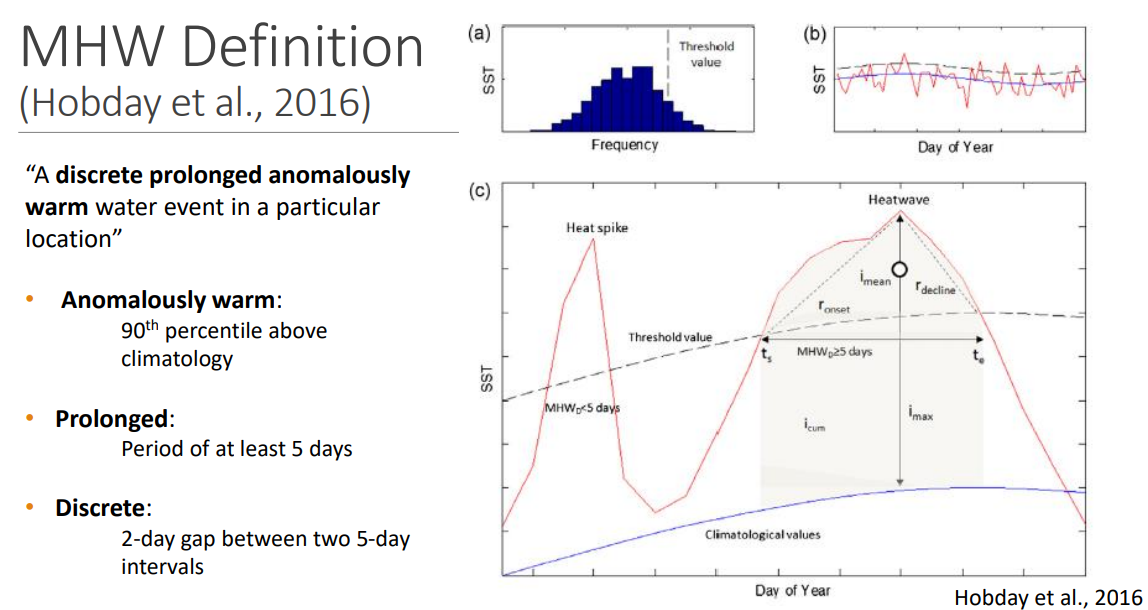 MHW Definition
(Hobday et al., 2016)
“A discrete prolonged anomalously
warm water event in a particular
location”
• Anomalously warm:
90th percentile above
climatology
• Prolonged:
Period of at least 5 days
• Discrete:
2-day gap between two 5-day
intervals
(a)
SST
Threshold
value
Frequency
(b)
SST
Day of Year
(c)
SST
Heat spike
Heatwave
imean
rdecline
ronset
Threshold value
ts
MHWD≥5 days
te
MHWD<5 days
imax
icum
Climatological values
Day of Year
Hobday et al., 2016